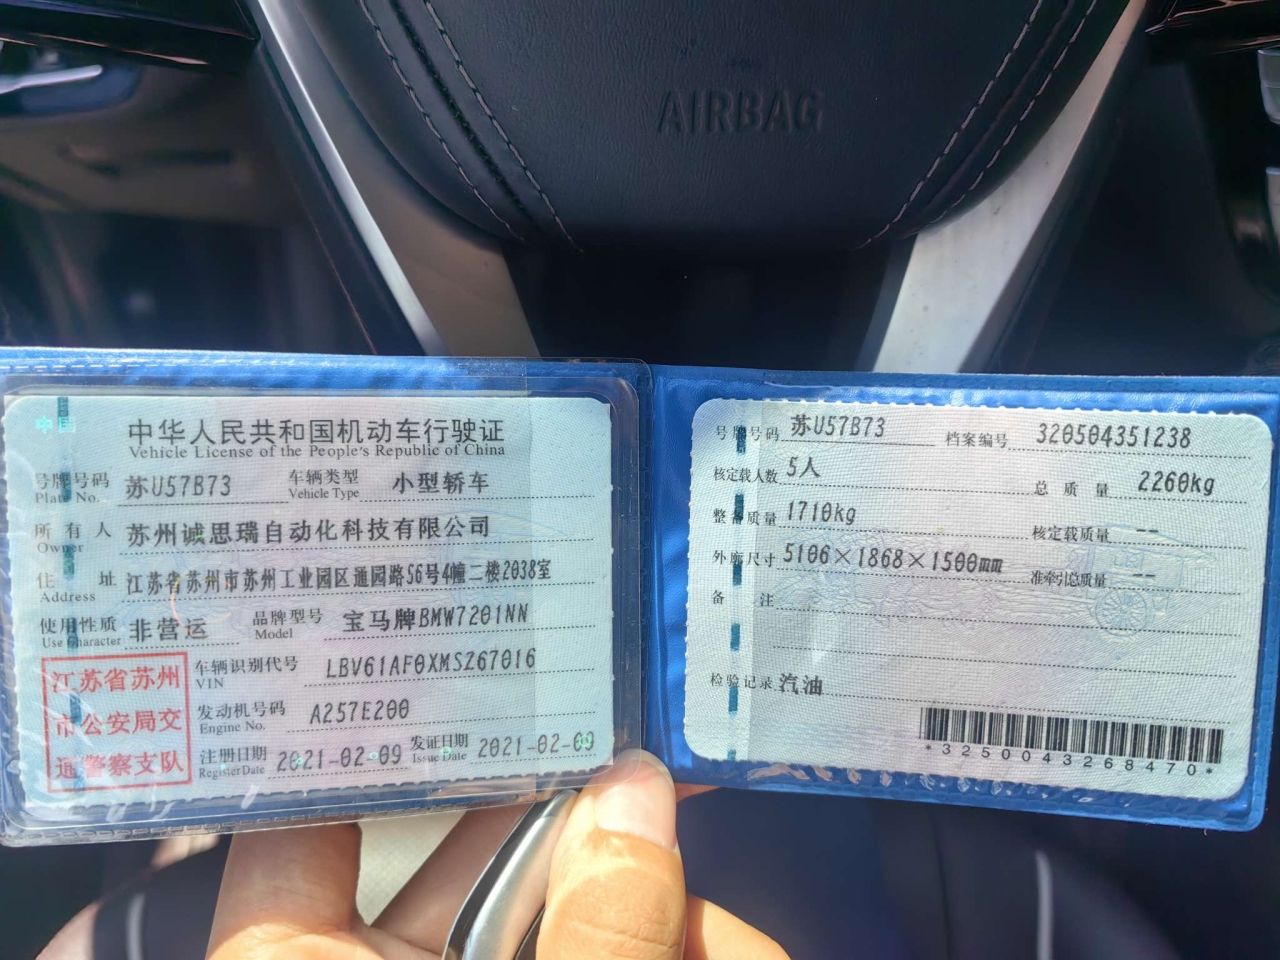 AIRBAG
中国
中华人民共和国机动车行驶证
Vehicle License of the People's Republic of China
号牌号码 苏U57B73 车辆类型 小型轿车
Plate No. Vehicle Type
所有人 苏州诚思瑞自动化科技有限公司
Owner
住址 江苏省苏州市苏州工业园区通园路56号4幢二楼2038室
Address
使用性质 非营运 品牌型号 宝马牌BMW7201NN
Use Character Model
江苏省苏州
市公安局交
通警察支队
车辆识别代号 LBV61AF0XMS267016
VIN
发动机号码 A257E200
Engine No.
注册日期 2021-02-09 发证日期 2021-02-09
Register Date Issue Date
号牌号码 苏U57B73 档案编号 320504351238
核定载人数 5人 总质量 2260kg
整备质量 1710kg 核定载质量 --
外廓尺寸 5106×1868×1500mm 准牵引总质量 --
备注
检验记录 汽油
*3250043268470*